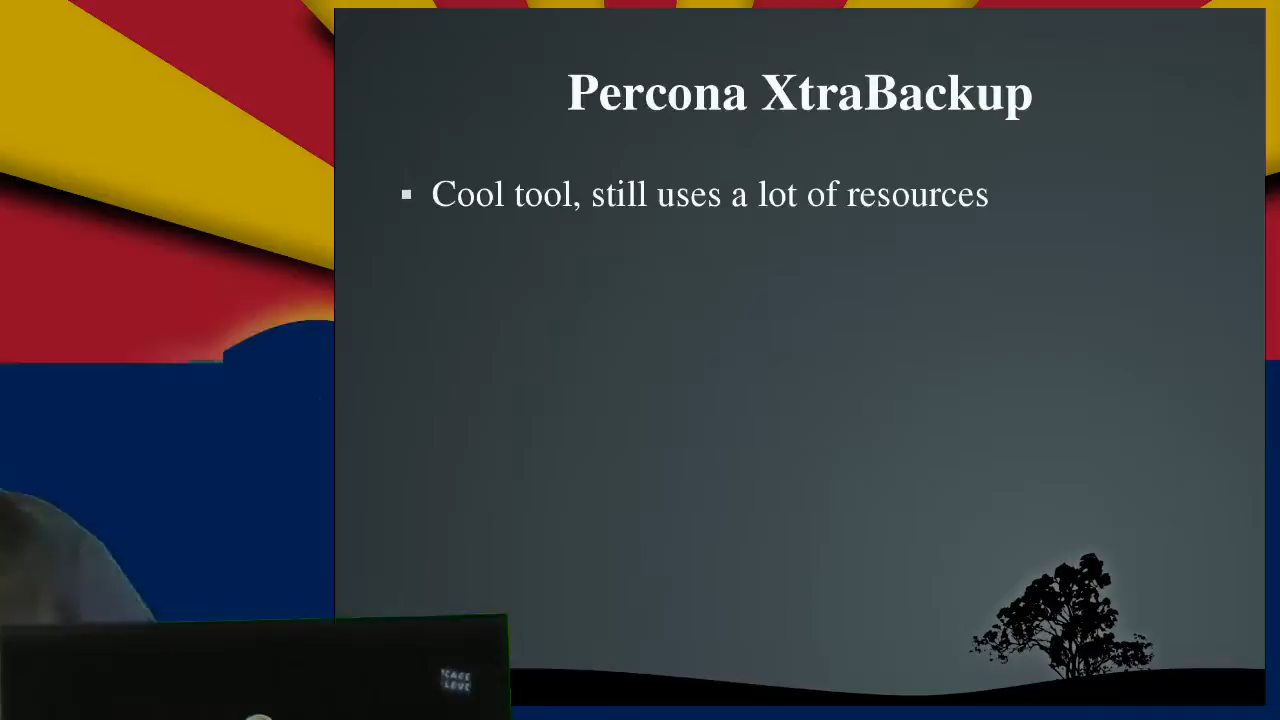 Percona XtraBackup
Cool tool, still uses a lot of resources